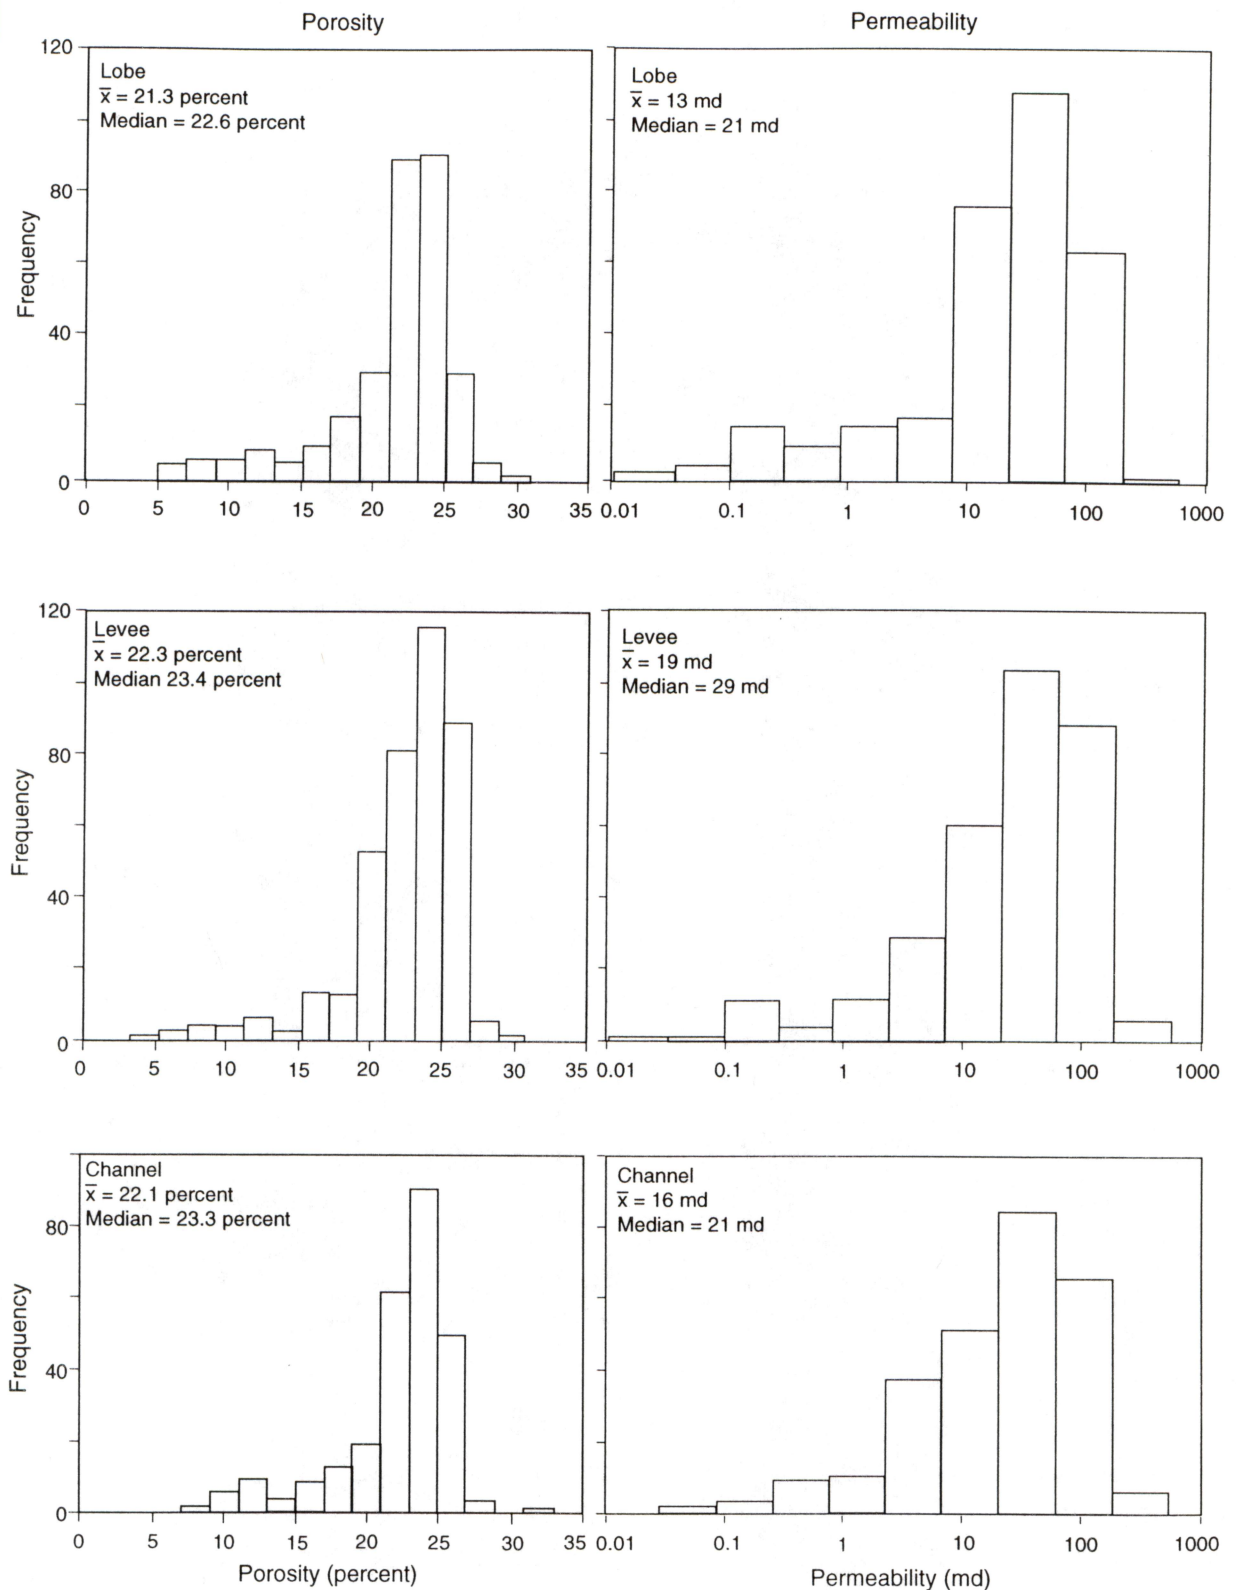 Porosity
Permeability
120
80
40
0
Frequency
Lobe
x̅ = 21.3 percent
Median = 22.6 percent
0 5 10 15 20 25 30 35
Lobe
x̅ = 13 md
Median = 21 md
0.01 0.1 1 10 100 1000
120
80
40
0
Frequency
Levee
x̅ = 22.3 percent
Median 23.4 percent
0 5 10 15 20 25 30 35
Levee
x̅ = 19 md
Median = 29 md
0.01 0.1 1 10 100 1000
80
40
0
Frequency
Channel
x̅ = 22.1 percent
Median = 23.3 percent
0 5 10 15 20 25 30 35
Porosity (percent)
Channel
x̅ = 16 md
Median = 21 md
0.01 0.1 1 10 100 1000
Permeability (md)